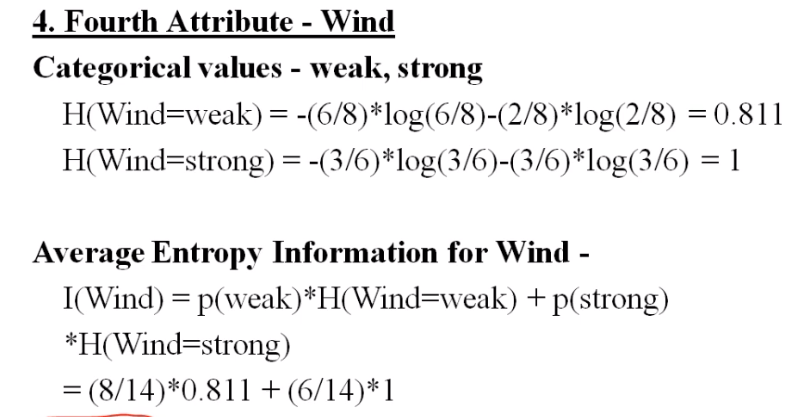 4. Fourth Attribute - Wind
Categorical values - weak, strong
H(Wind=weak) = -(6/8)*log(6/8)-(2/8)*log(2/8) = 0.811
H(Wind=strong) = -(3/6)*log(3/6)-(3/6)*log(3/6) = 1
Average Entropy Information for Wind -
I(Wind) = p(weak)*H(Wind=weak) + p(strong)
*H(Wind=strong)
= (8/14)*0.811 + (6/14)*1